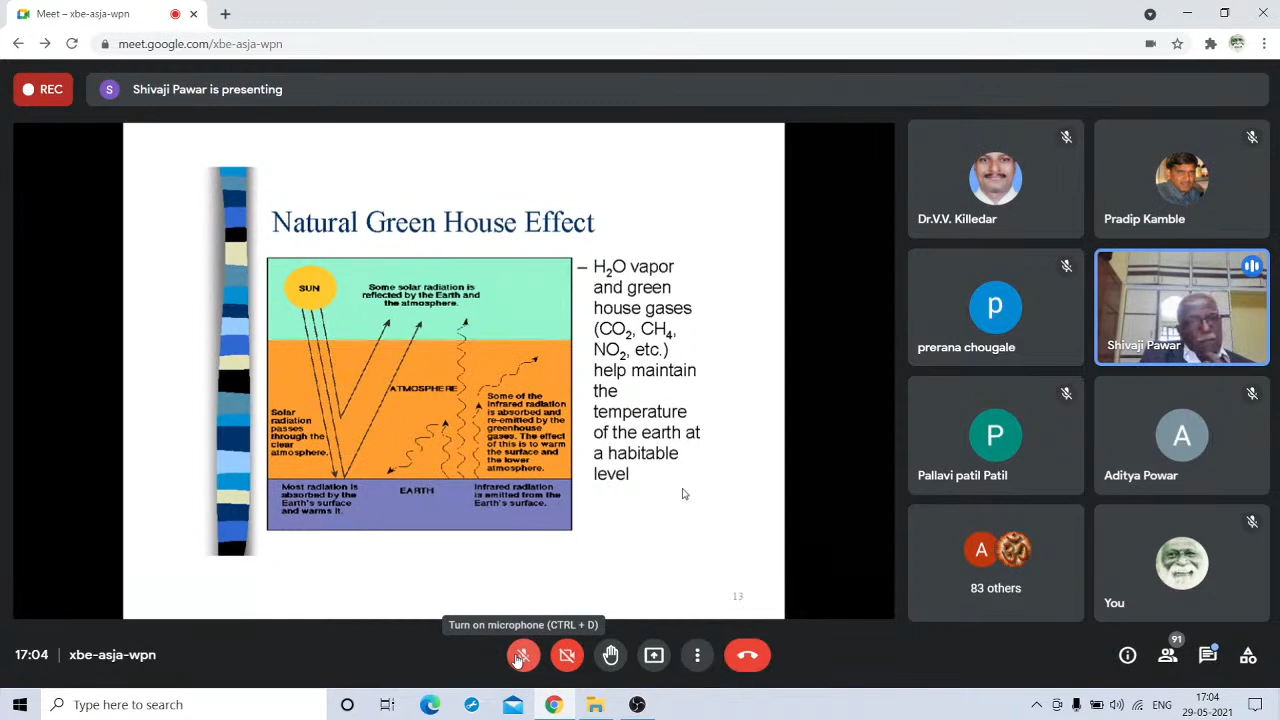 Meet – xbe-asja-wpn
meet.google.com/xbe-asja-wpn
REC
S
Shivaji Pawar is presenting
Natural Green House Effect
SUN
Some solar radiation is
reflected by the Earth and
the atmosphere.
ATMOSPHERE
Solar
radiation
passes
through the
clear
atmosphere.
Some of the
infrared radiation
is absorbed and
re-emitted by the
greenhouse
gases. The effect
of this is to warm
the surface and
the lower
atmosphere.
Most radiation is
absorbed by the
Earth's surface
and warms it.
EARTH
Infrared radiation
is emitted from the
Earth's surface.
– H2O vapor
and green
house gases
(CO2, CH4,
NO2, etc.)
help maintain
the
temperature
of the earth at
a habitable
level
13
Dr.V.V. Killedar
Pradip Kamble
p
prerana chougale
Shivaji Pawar
P
Pallavi patil Patil
A
Aditya Powar
A
83 others
You
Turn on microphone (CTRL + D)
17:04
xbe-asja-wpn
91
Type here to search
ENG
17:04
29-05-2021